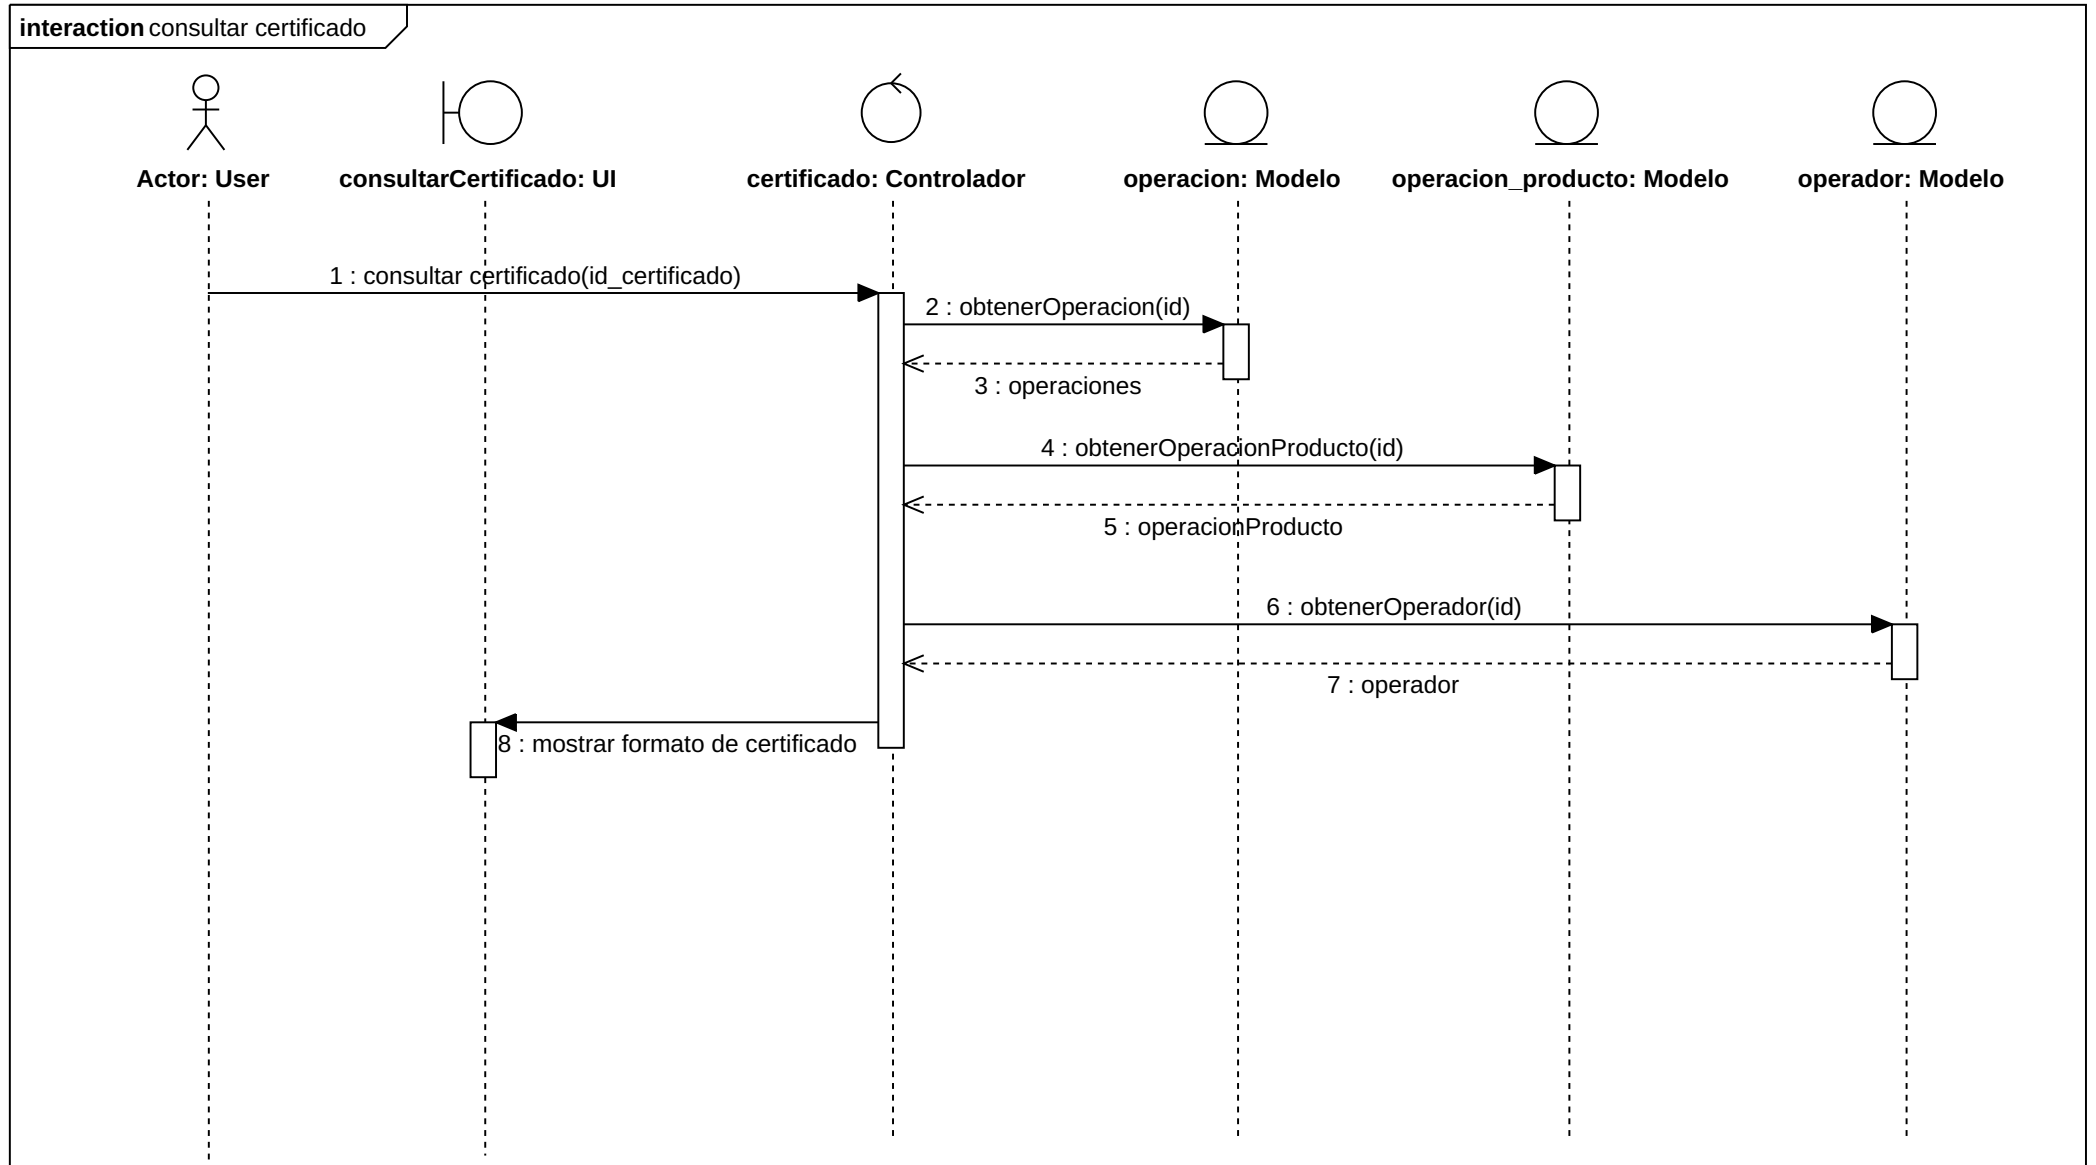 interaction consultar certificado
Actor: User
consultarCertificado: UI
certificado: Controlador
operacion: Modelo
operacion_producto: Modelo
operador: Modelo
1 : consultar certificado(id_certificado)
2 : obtenerOperacion(id)
3 : operaciones
4 : obtenerOperacionProducto(id)
5 : operacionProducto
6 : obtenerOperador(id)
7 : operador
8 : mostrar formato de certificado